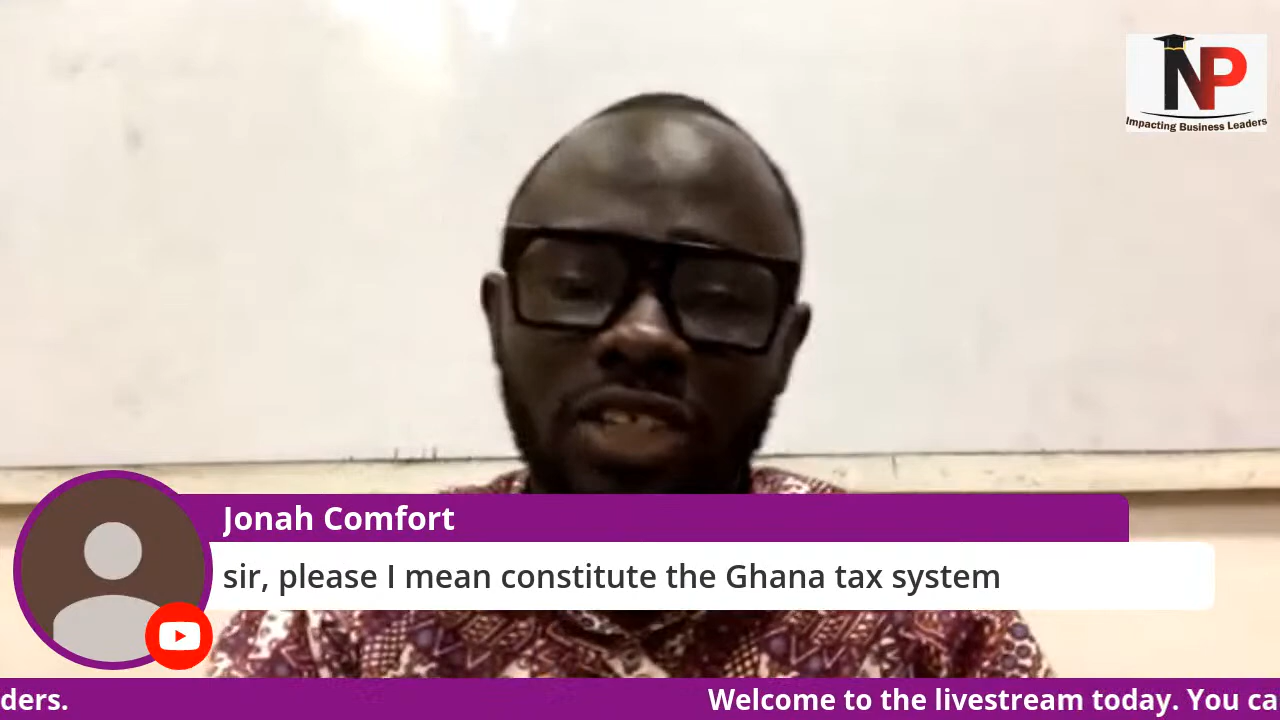 NP
Impacting Business Leaders
Jonah Comfort
sir, please I mean constitute the Ghana tax system
ders.
Welcome to the livestream today. You ca